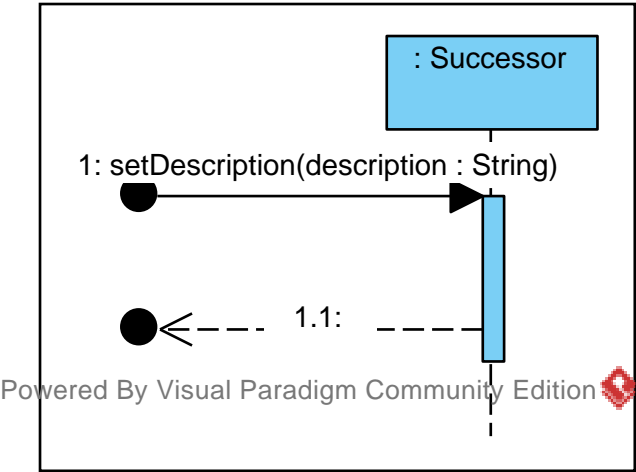 : Successor
1: setDescription(description : String)
1.1:
Powered By Visual Paradigm Community Edition